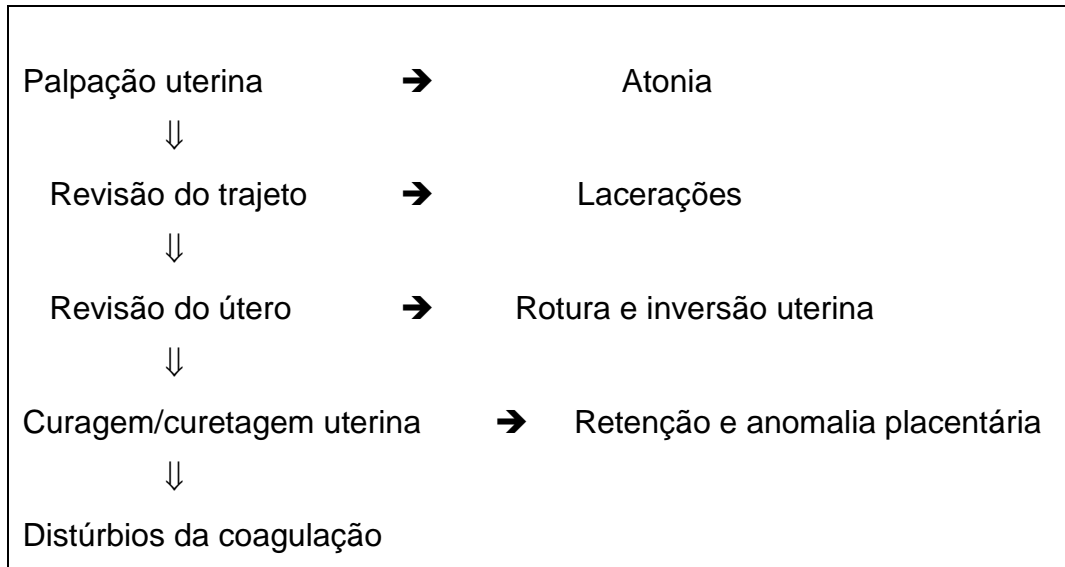 Palpação uterina ➔ Atonia
⇓
Revisão do trajeto ➔ Lacerações
⇓
Revisão do útero ➔ Rotura e inversão uterina
⇓
Curagem/curetagem uterina ➔ Retenção e anomalia placentária
⇓
Distúrbios da coagulação